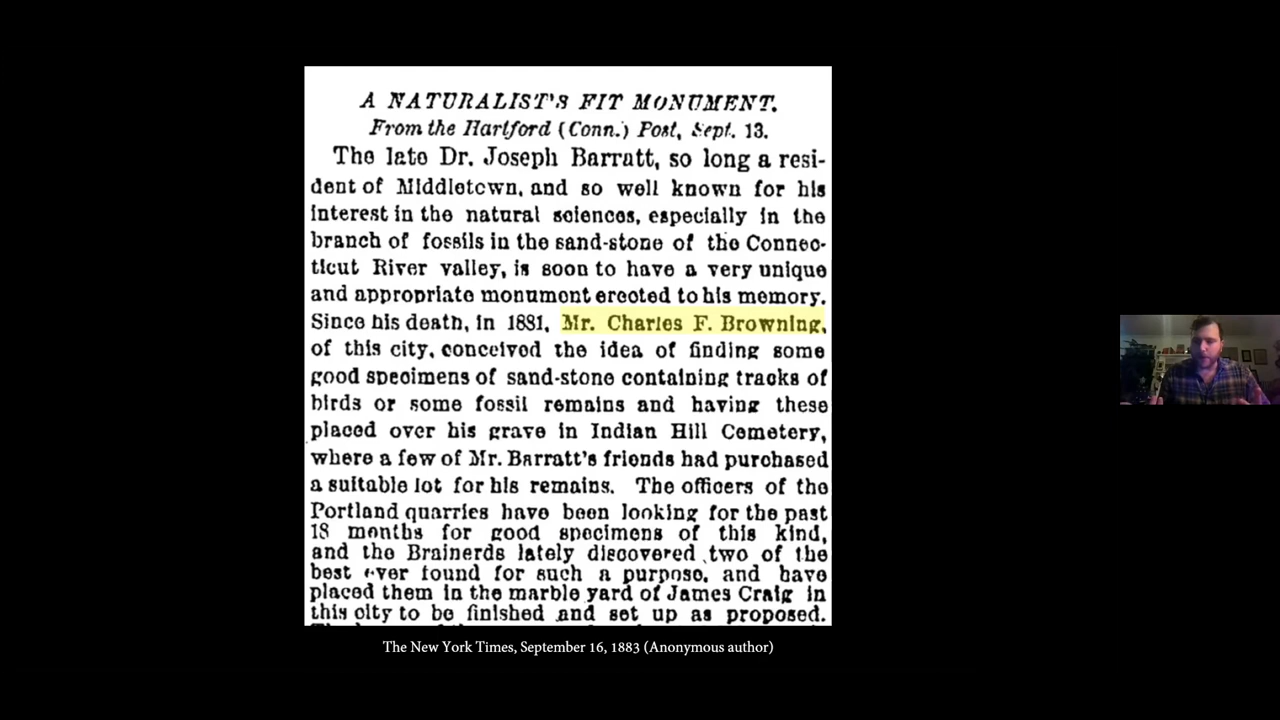 A NATURALIST'S FIT MONUMENT.
From the Hartford (Conn.) Post, Sept. 13.
The late Dr. Joseph Barratt, so long a resi-
dent of Middletown, and so well known for his
interest in the natural sciences, especially in the
branch of fossils in the sand-stone of the Connec-
ticut River valley, is soon to have a very unique
and appropriate monument erected to his memory.
Since his death, in 1881, Mr. Charles F. Browning,
of this city, conceived the idea of finding some
good specimens of sand-stone containing tracks of
birds or some fossil remains and having these
placed over his grave in Indian Hill Cemetery,
where a few of Mr. Barratt's friends had purchased
a suitable lot for his remains. The officers of the
Portland quarries have been looking for the past
18 months for good specimens of this kind,
and the Brainerds lately discovered two of the
best ever found for such a purpose, and have
placed them in the marble yard of James Craig in
this city to be finished and set up as proposed.
The New York Times, September 16, 1883 (Anonymous author)